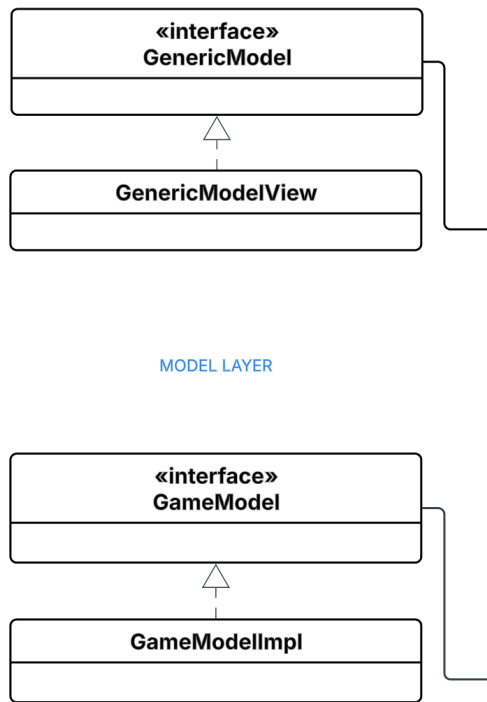 «interface»
GenericModel
GenericModelView
MODEL LAYER
«interface»
GameModel
GameModelImpl